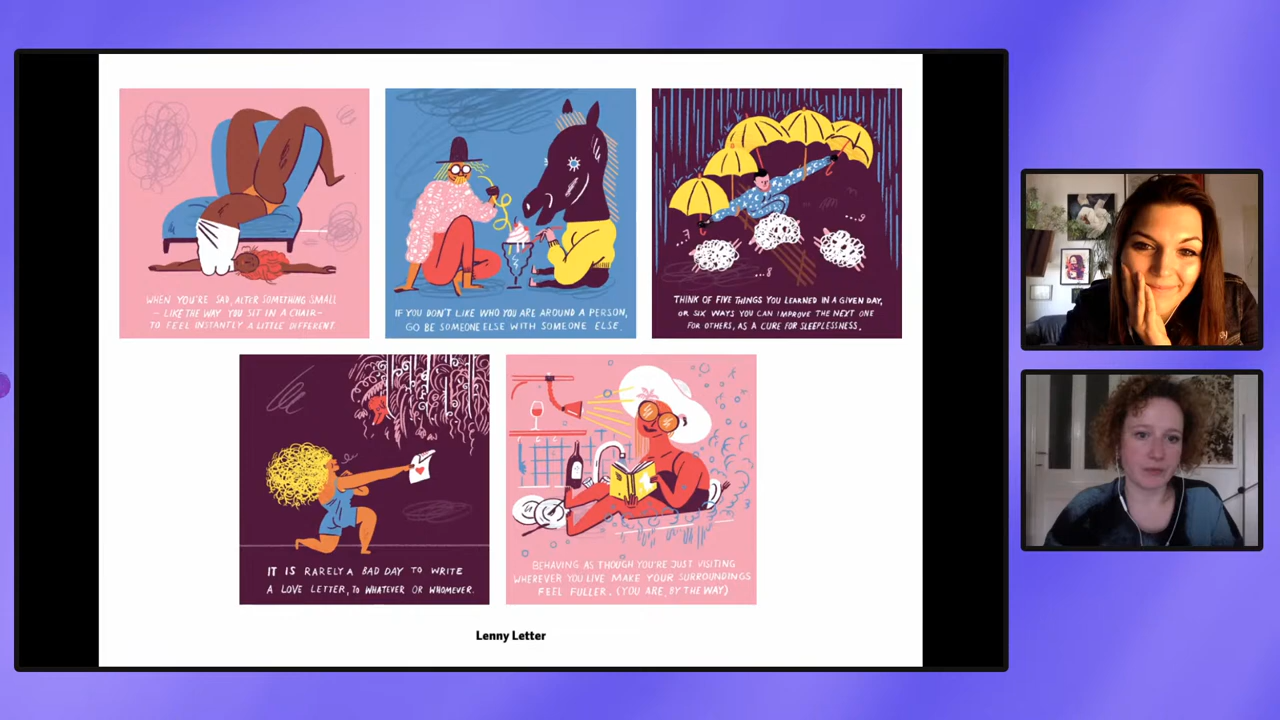 WHEN YOU'RE SAD, ALTER SOMETHING SMALL
— LIKE THE WAY YOU SIT IN A CHAIR —
TO FEEL INSTANTLY A LITTLE DIFFERENT
IF YOU DON'T LIKE WHO YOU ARE AROUND A PERSON,
GO BE SOMEONE ELSE WITH SOMEONE ELSE.
...7
...9
...8
THINK OF FIVE THINGS YOU LEARNED IN A GIVEN DAY,
OR SIX WAYS YOU CAN IMPROVE THE NEXT ONE
FOR OTHERS, AS A CURE FOR SLEEPLESSNESS.
IT IS RARELY A BAD DAY TO WRITE
A LOVE LETTER, TO WHATEVER OR WHOMEVER.
BEHAVING AS THOUGH YOU'RE JUST VISITING
WHEREVER YOU LIVE MAKE YOUR SURROUNDINGS
FEEL FULLER. (YOU ARE, BY THE WAY)
Lenny Letter